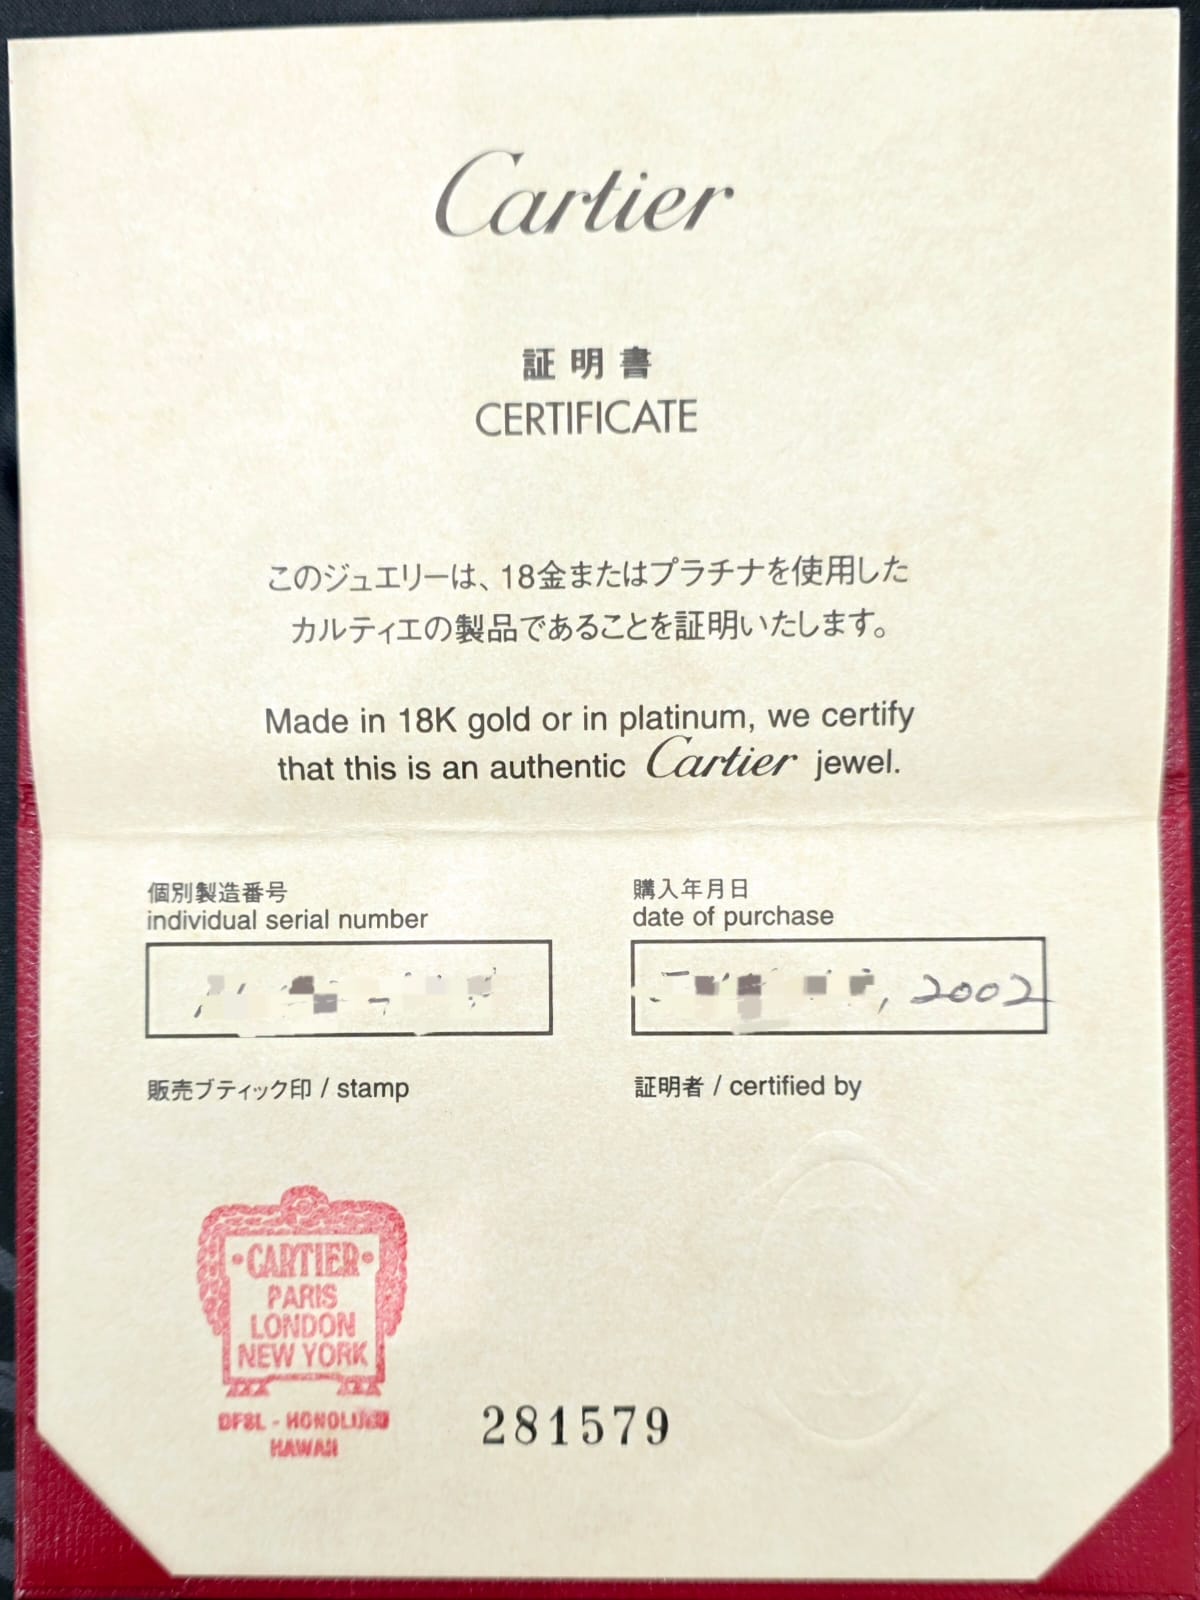 Cartier
証明書
CERTIFICATE
このジュエリーは、18金またはプラチナを使用した
カルティエの製品であることを証明いたします。
Made in 18K gold or in platinum, we certify
that this is an authentic Cartier jewel.
個別製造番号
individual serial number
購入年月日
date of purchase
, 2002
販売ブティック印 / stamp
証明者 / certified by
·CARTIER·
PARIS
LONDON
NEW YORK
DFSL - HONOLULU
HAWAII
281579